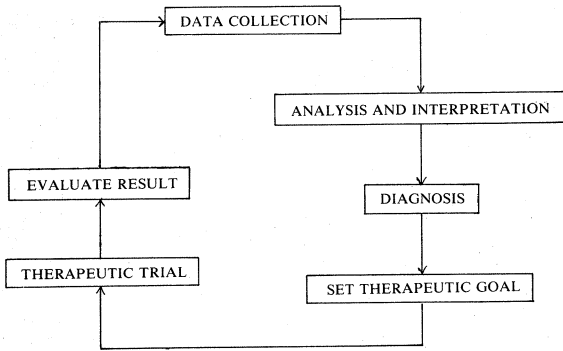 DATA COLLECTION
ANALYSIS AND INTERPRETATION
DIAGNOSIS
SET THERAPEUTIC GOAL
THERAPEUTIC TRIAL
EVALUATE RESULT